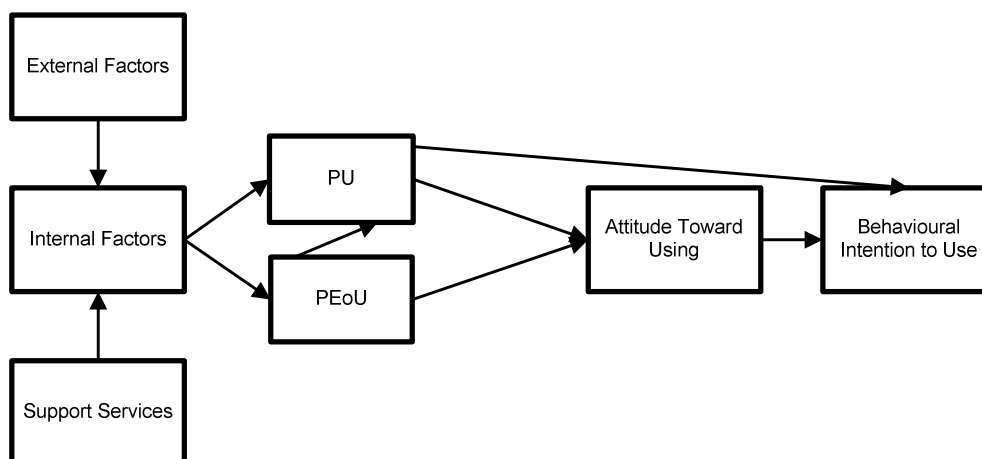 External Factors
PU
Internal Factors
Attitude Toward
Using
Behavioural
Intention to Use
PEoU
Support Services